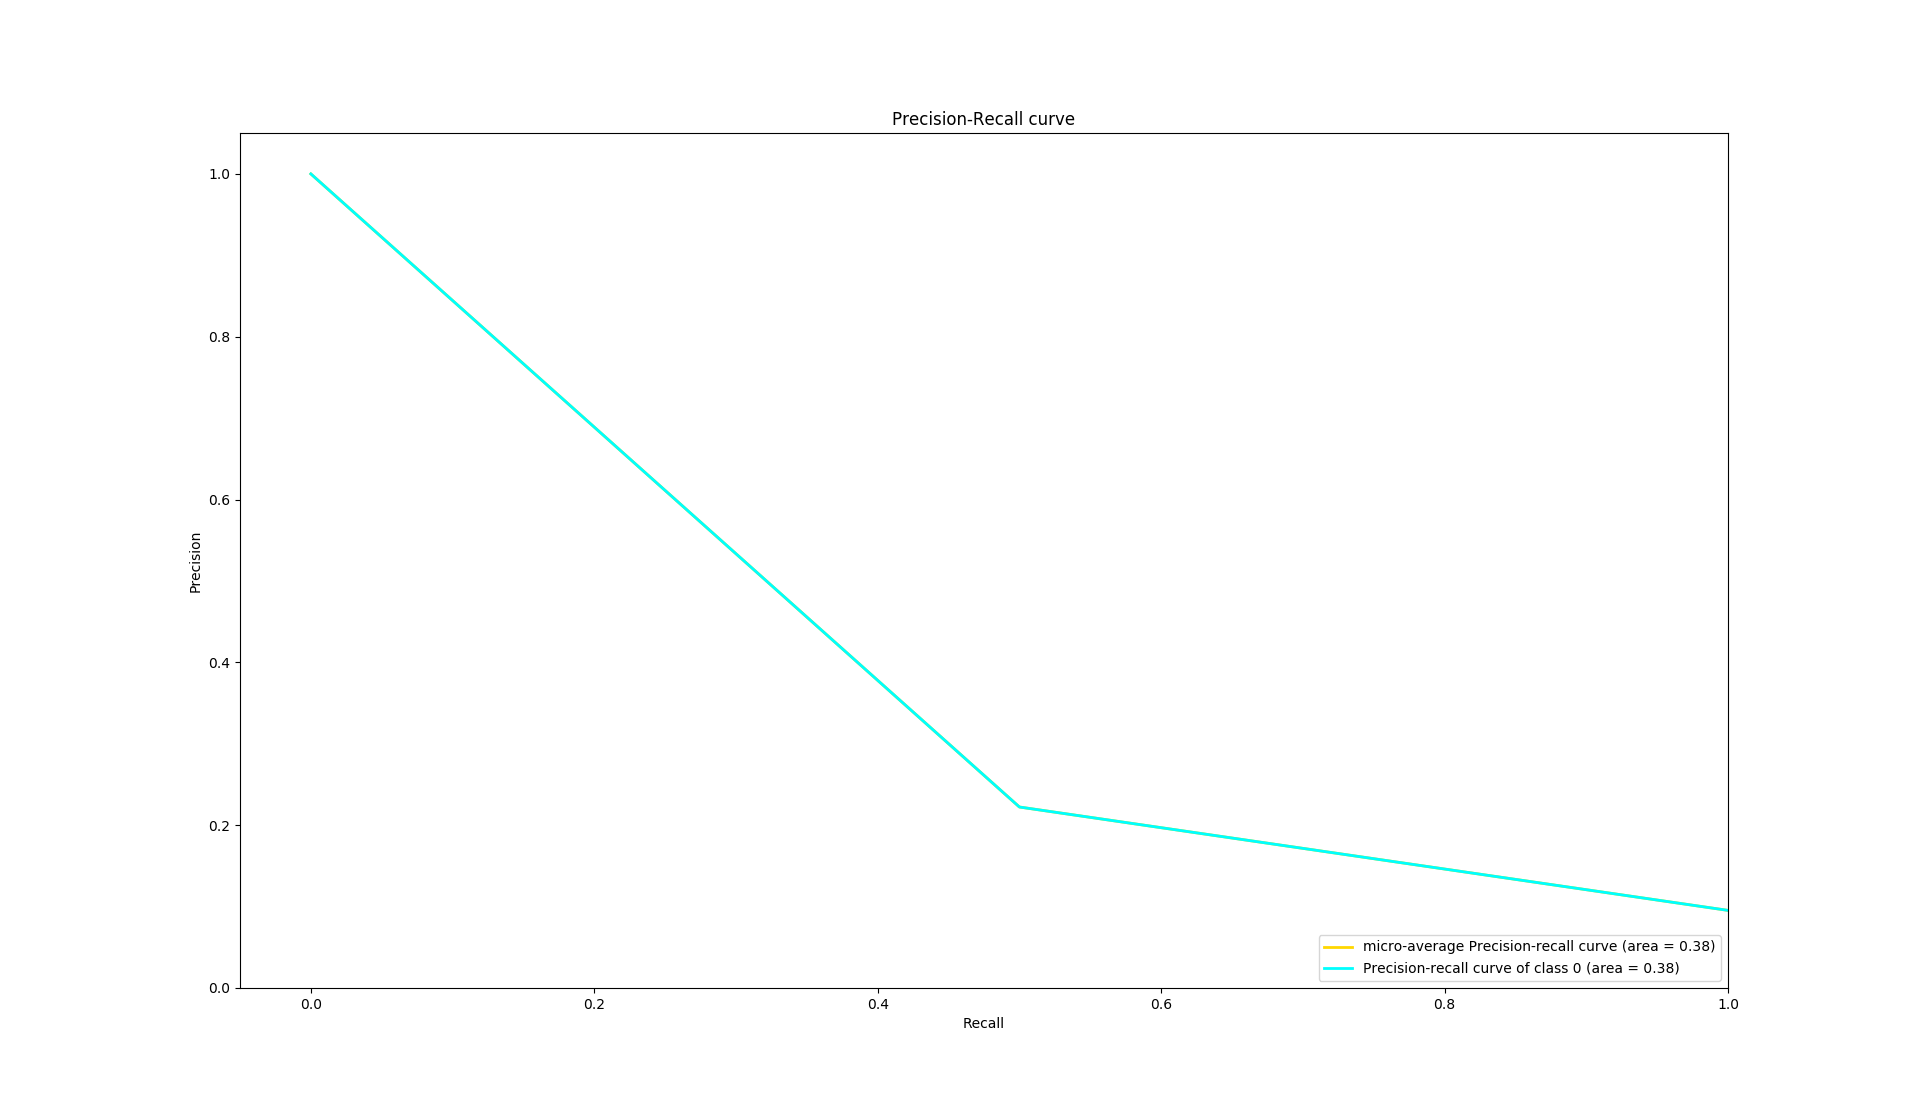 Precision-Recall curve
1.0
0.8
0.6
0.4
0.2
0.0
Precision
0.0 0.2 0.4 0.6 0.8 1.0
Recall
micro-average Precision-recall curve (area = 0.38)
Precision-recall curve of class 0 (area = 0.38)